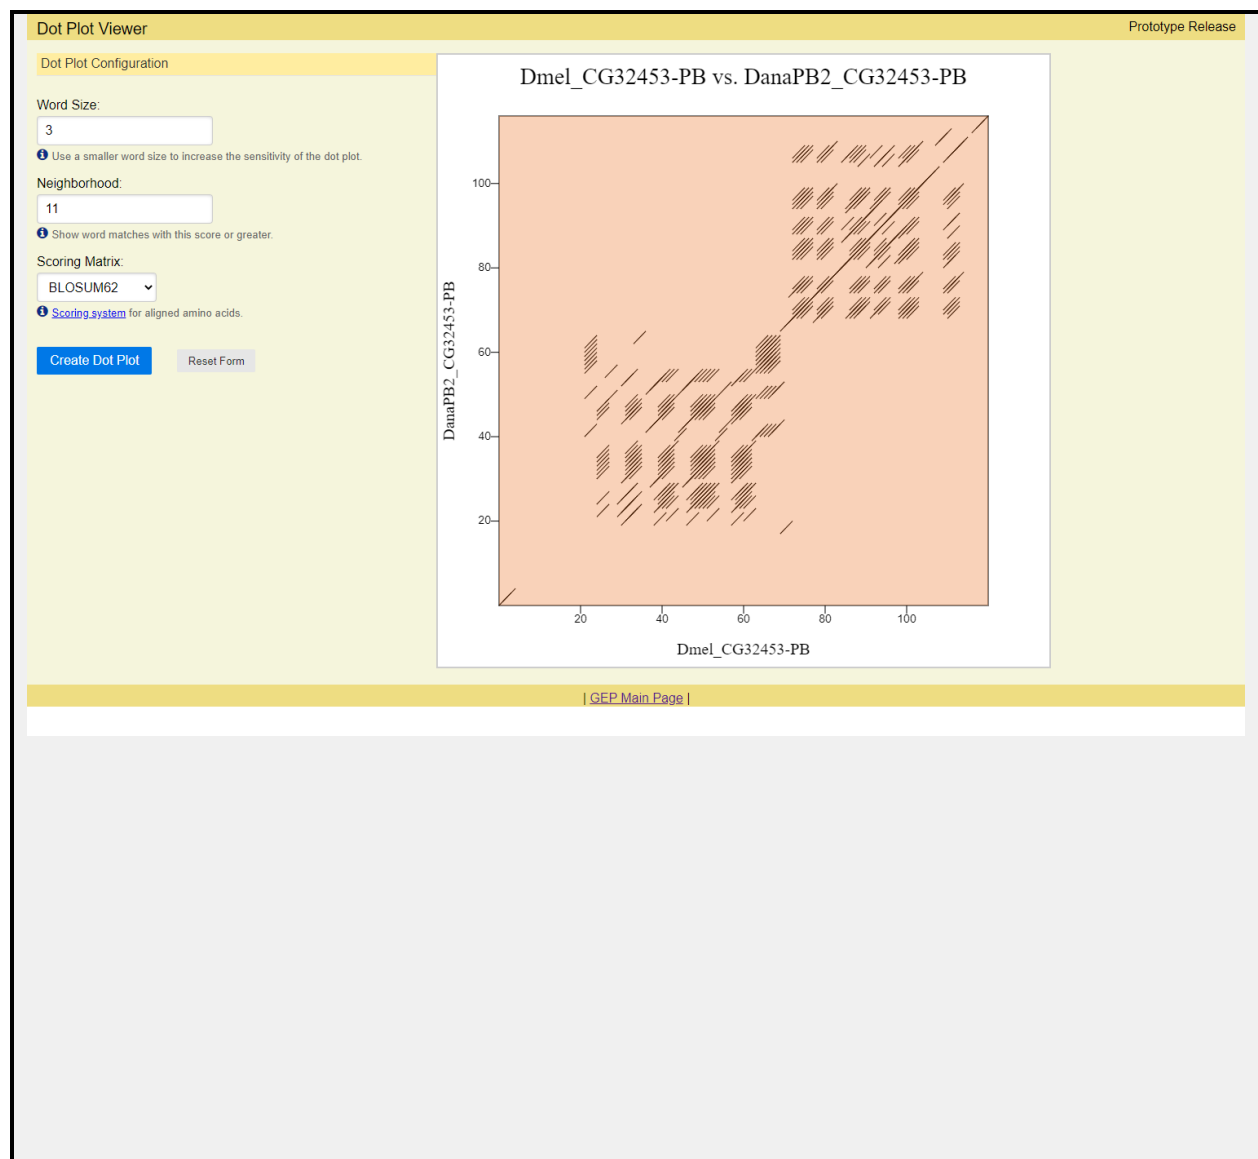 Dot Plot Viewer
Prototype Release
Dot Plot Configuration
Word Size:
3
Use a smaller word size to increase the sensitivity of the dot plot.
Neighborhood:
11
Show word matches with this score or greater.
Scoring Matrix:
BLOSUM62
Scoring system for aligned amino acids.
Create Dot Plot
Reset Form
Dmel_CG32453-PB vs. DanaPB2_CG32453-PB
DanaPB2_CG32453-PB
100
80
60
40
20
20
40
60
80
100
Dmel_CG32453-PB
| GEP Main Page |